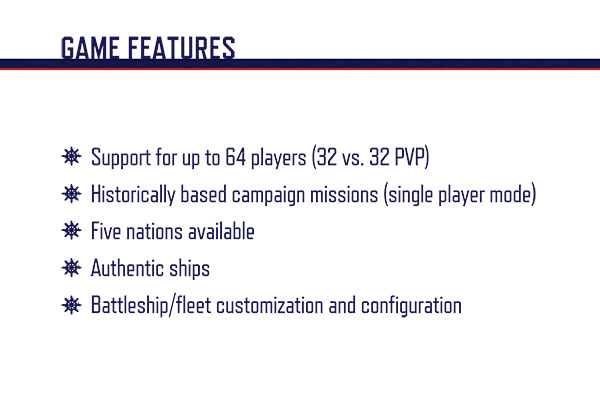 GAME FEATURES
Support for up to 64 players (32 vs. 32 PVP)
Historically based campaign missions (single player mode)
Five nations available
Authentic ships
Battleship/fleet customization and configuration